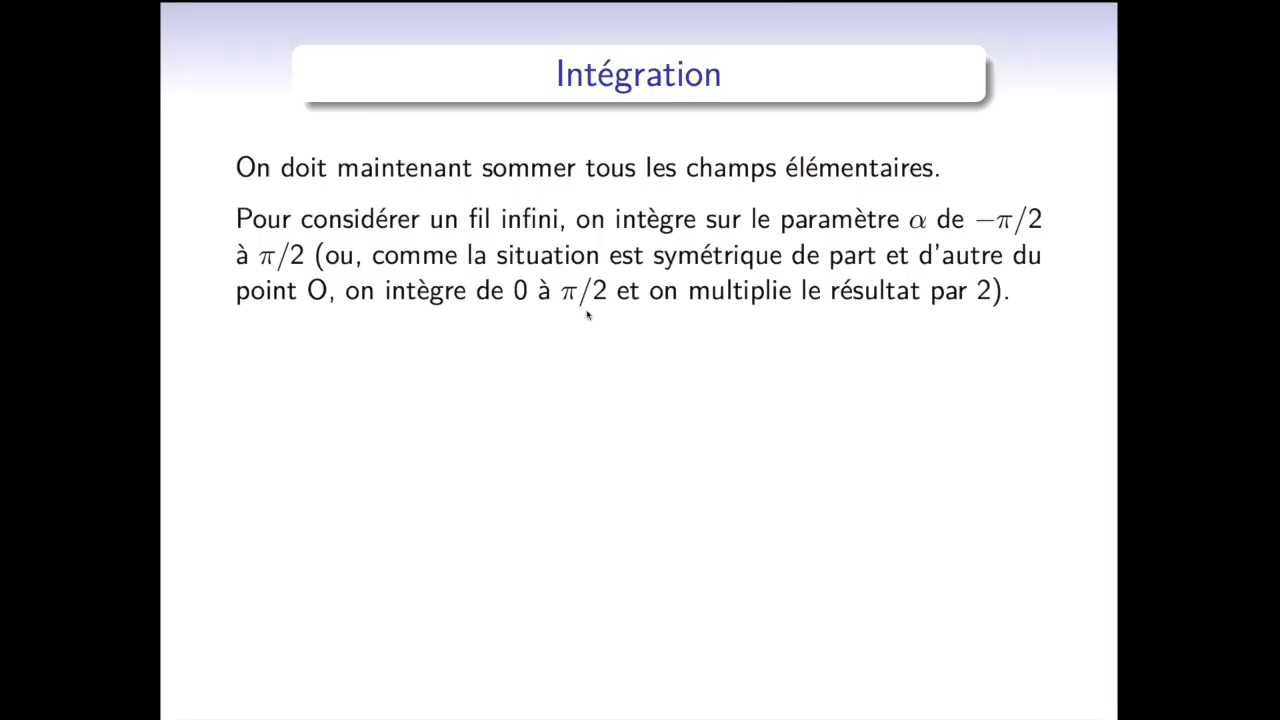 Intégration
On doit maintenant sommer tous les champs élémentaires.
Pour considérer un fil infini, on intègre sur le paramètre α de −π/2
à π/2 (ou, comme la situation est symétrique de part et d'autre du
point O, on intègre de 0 à π/2 et on multiplie le résultat par 2).